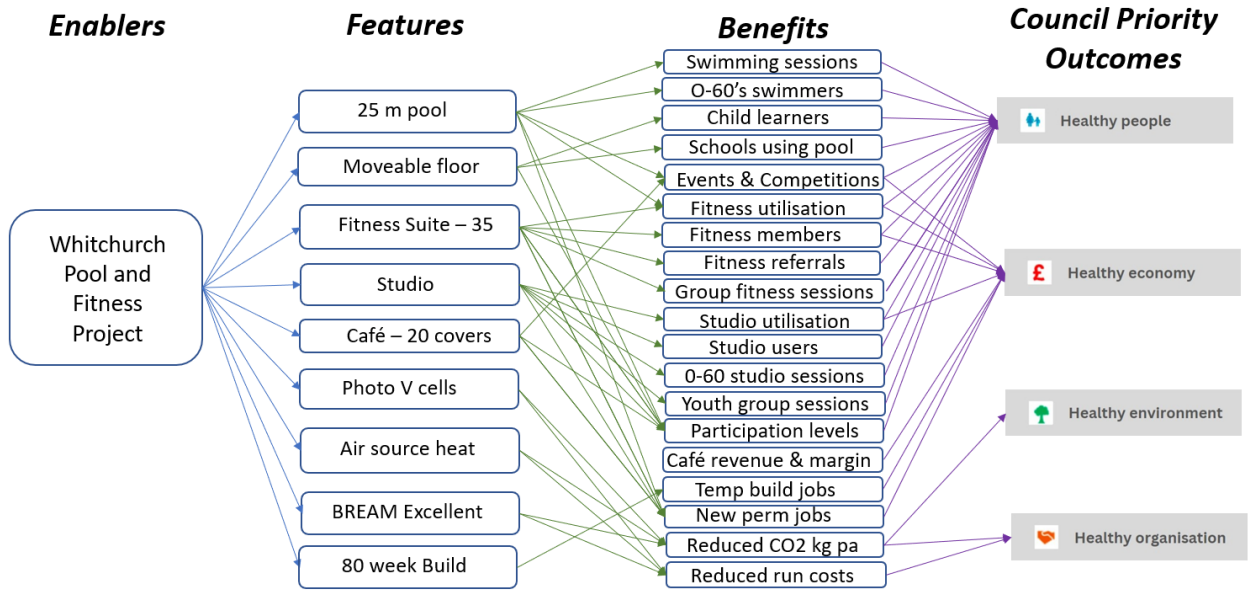 Enablers
Features
Benefits
Council Priority
Outcomes
Whitchurch
Pool and
Fitness
Project
25 m pool
Moveable floor
Fitness Suite – 35
Studio
Café – 20 covers
Photo V cells
Air source heat
BREAM Excellent
80 week Build
Swimming sessions
O-60's swimmers
Child learners
Schools using pool
Events & Competitions
Fitness utilisation
Fitness members
Fitness referrals
Group fitness sessions
Studio utilisation
Studio users
0-60 studio sessions
Youth group sessions
Participation levels
Café revenue & margin
Temp build jobs
New perm jobs
Reduced CO2 kg pa
Reduced run costs
Healthy people
£ Healthy economy
Healthy environment
Healthy organisation